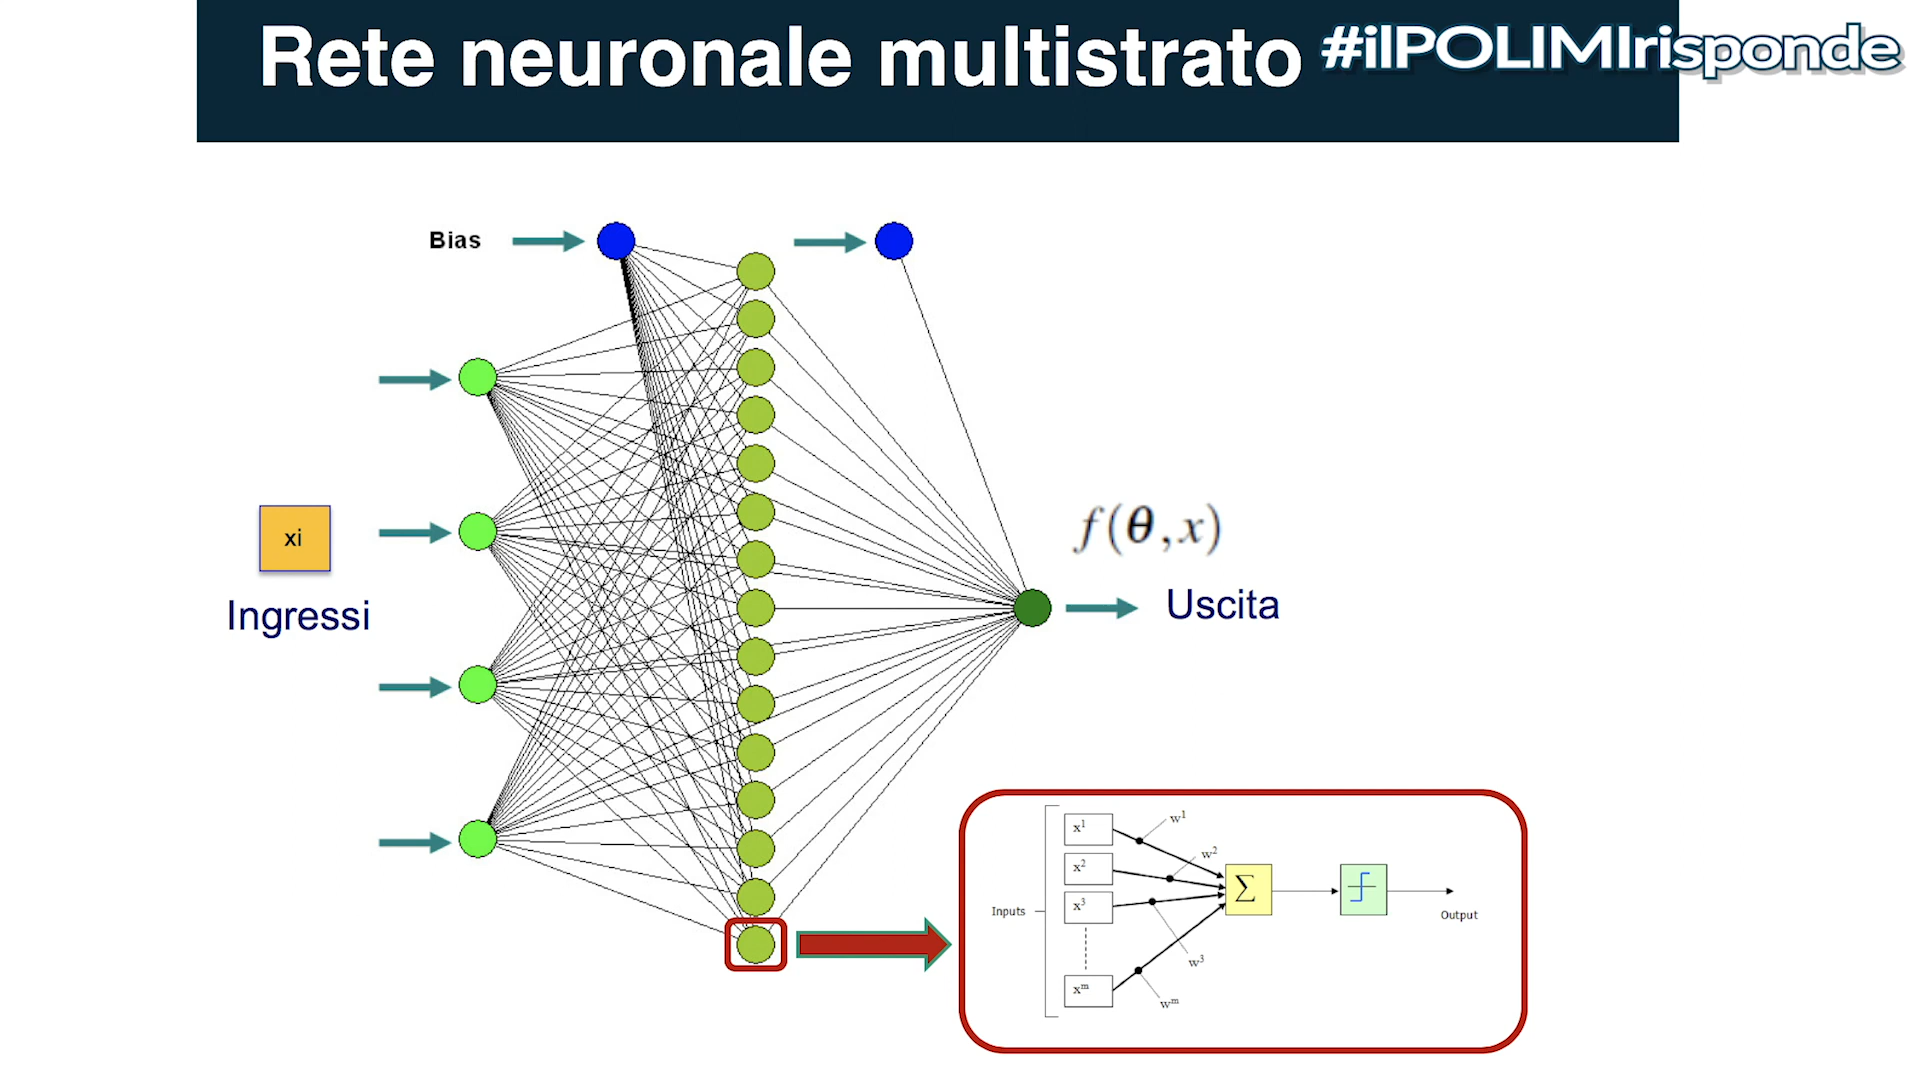 Rete neuronale multistrato
#ilPOLIMIrisponde
Bias
xi
Ingressi
f(θ,x)
Uscita
x¹
w¹
x²
w²
x³
Inputs
Σ
Output
w³
xᵐ
wᵐ